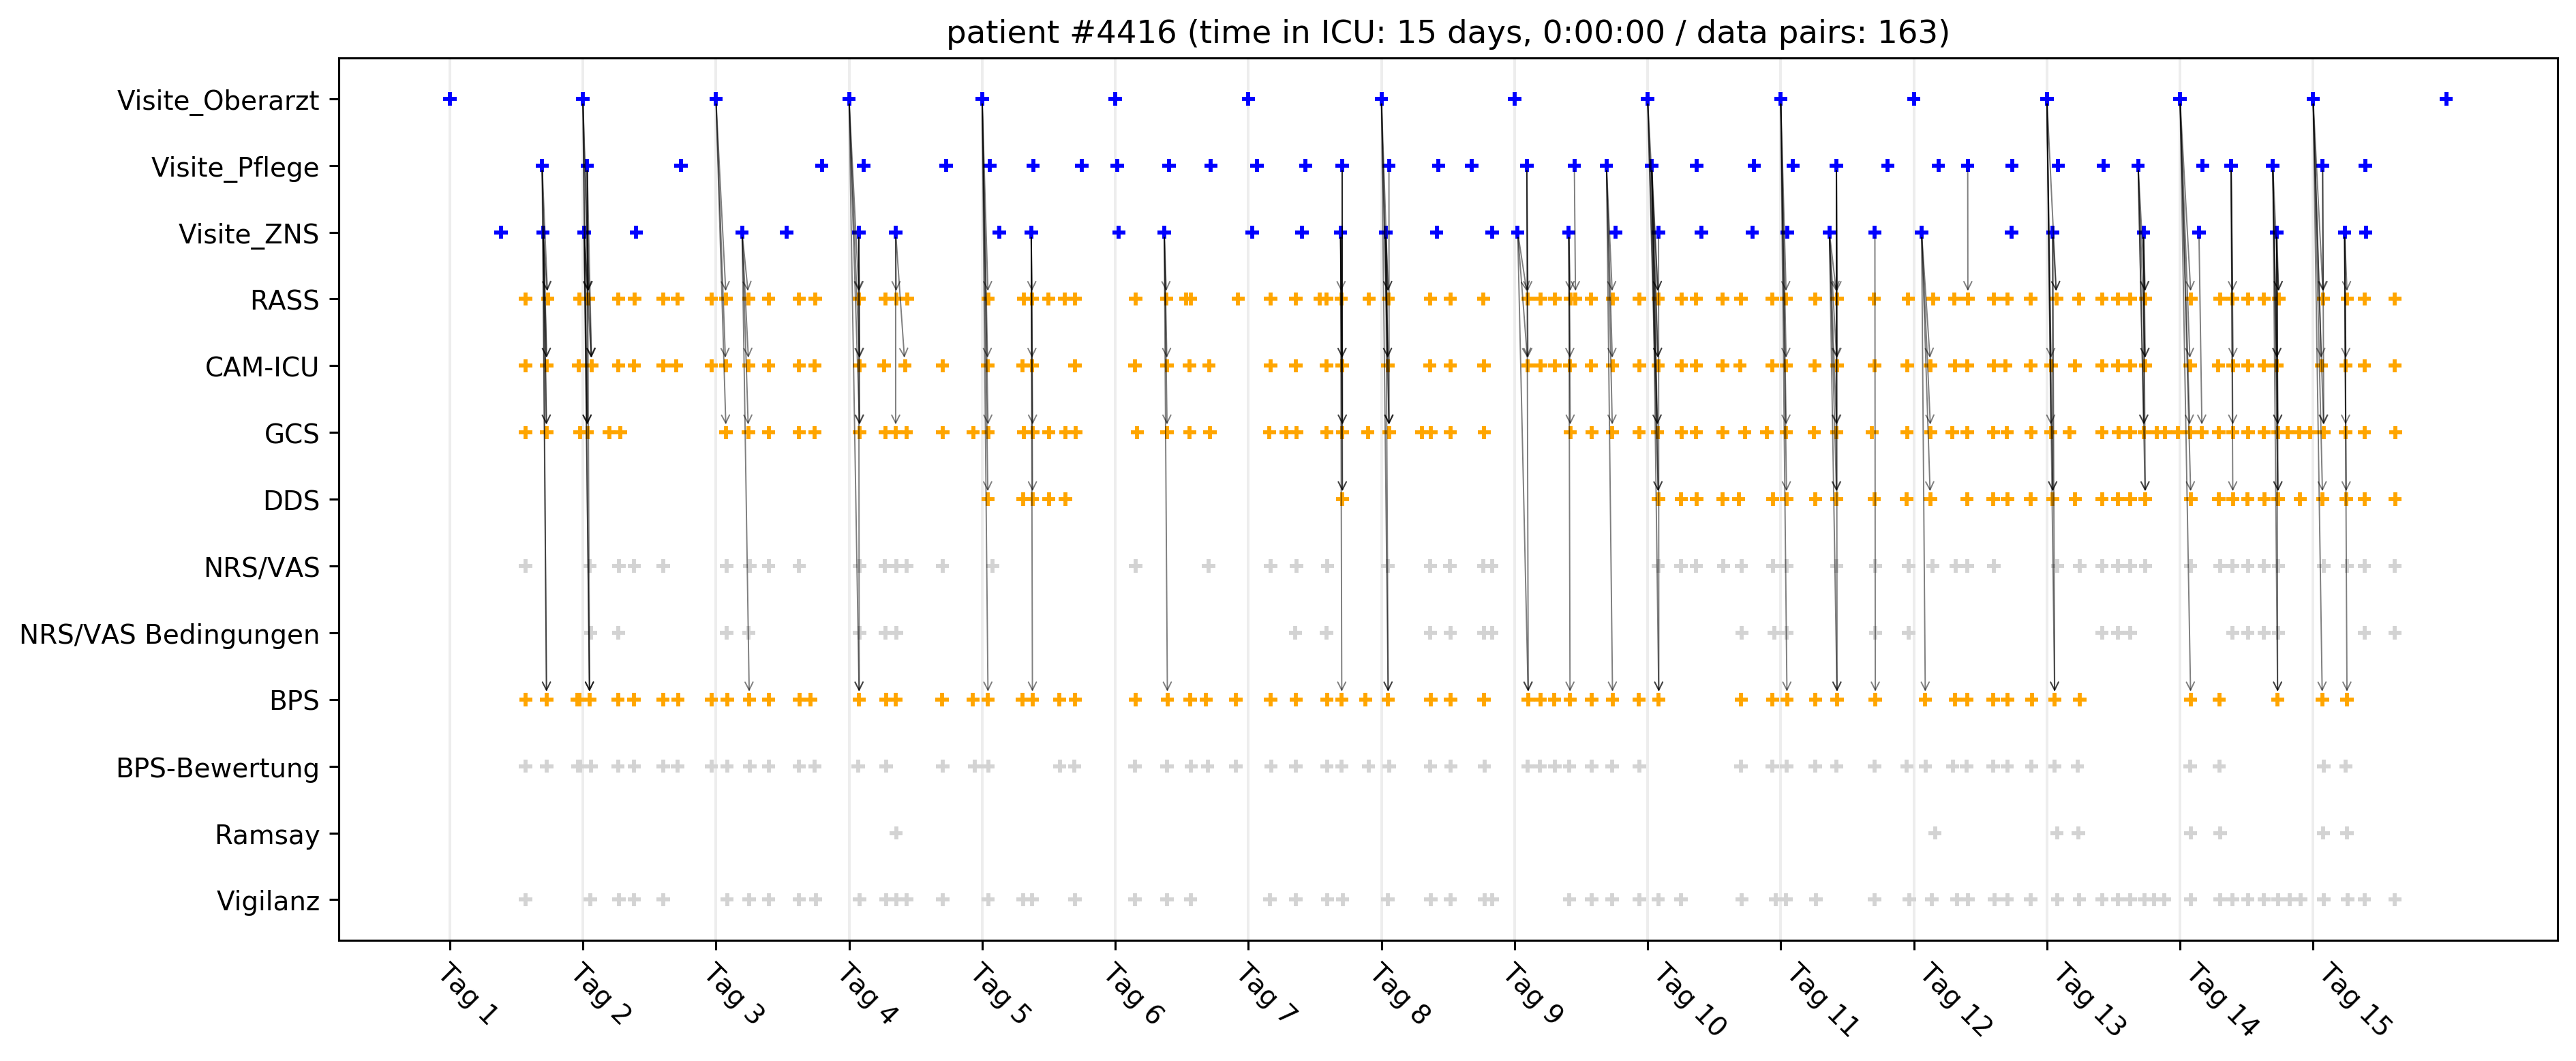 patient #4416 (time in ICU: 15 days, 0:00:00 / data pairs: 163)
Visite_Oberarzt
Visite_Pflege
Visite_ZNS
RASS
CAM-ICU
GCS
DDS
NRS/VAS
NRS/VAS Bedingungen
BPS
BPS-Bewertung
Ramsay
Vigilanz
Tag 1
Tag 2
Tag 3
Tag 4
Tag 5
Tag 6
Tag 7
Tag 8
Tag 9
Tag 10
Tag 11
Tag 12
Tag 13
Tag 14
Tag 15